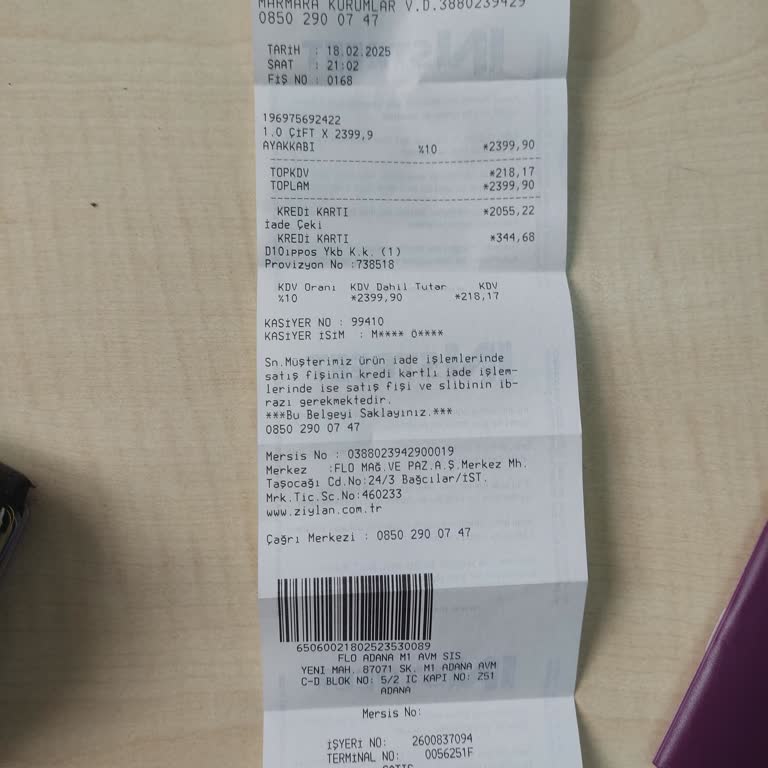 MARMARA KURUMLAR V.D.3880239429
0850 290 07 47
TARİH : 18.02.2025
SAAT : 21:02
FİŞ NO : 0168
196975692422
1.0 ÇİFT X 2399,9
AYAKKABI %10 *2399,90
TOPKDV *218,17
TOPLAM *2399,90
KREDİ KARTI *2055,22
İade Çeki
KREDİ KARTI *344,68
D10ippos Ykb K.k. (1)
Provizyon No :738518
KDV Oranı KDV Dahil Tutar KDV
%10 *2399,90 *218,17
KASİYER NO : 99410
KASİYER İSİM : M**** Ö****
Sn.Müşterimiz ürün iade işlemlerinde
satış fişinin kredi kartlı iade işlem-
lerinde ise satış fişi ve slibinin ib-
razı gerekmektedir.
***Bu Belgeyi Saklayınız.***
0850 290 07 47
Mersis No : 0388023942900019
Merkez :FLO MAĞ.VE PAZ.A.Ş.Merkez Mh.
Taşocağı Cd.No:24/3 Bağcılar/İST.
Mrk.Tic.Sc.No:460233
www.ziylan.com.tr
Çağrı Merkezi : 0850 290 07 47
65060021802523530089
FLO ADANA M1 AVM SIS
YENI MAH. 87071 SK. M1 ADANA AVM
C-D BLOK NO: 5/2 IC KAPI NO: Z51
ADANA
Mersis No:
İŞYERİ NO: 2600837094
TERMİNAL NO: 0056251F
SATIŞ